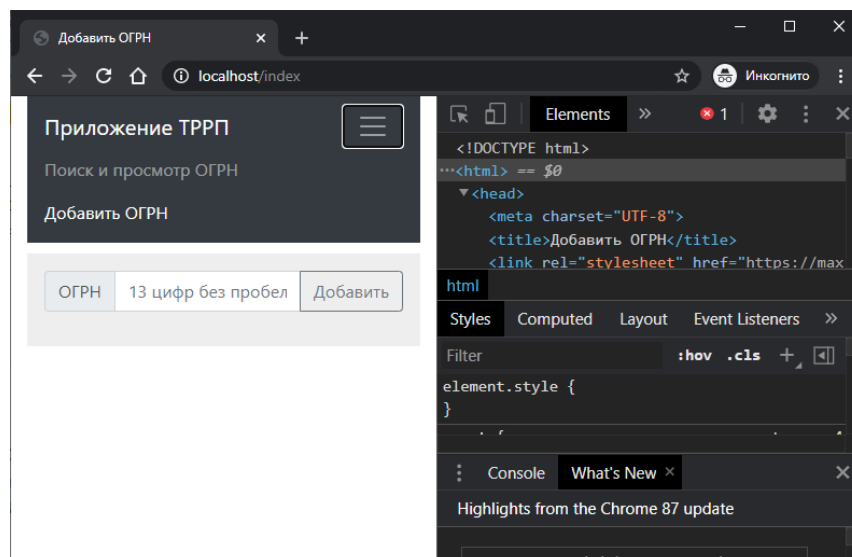 Добавить ОГРН
localhost/index
Инкогнито
Приложение ТРРП
Поиск и просмотр ОГРН
Добавить ОГРН
ОГРН 13 цифр без пробел Добавить
Elements » 1
<!DOCTYPE html>
···<html> == $0
▼<head>
<meta charset="UTF-8">
<title>Добавить ОГРН</title>
<link rel="stylesheet" href="https://max
html
Styles Computed Layout Event Listeners »
Filter :hov .cls +
element.style {
}
Console What's New ×
Highlights from the Chrome 87 update